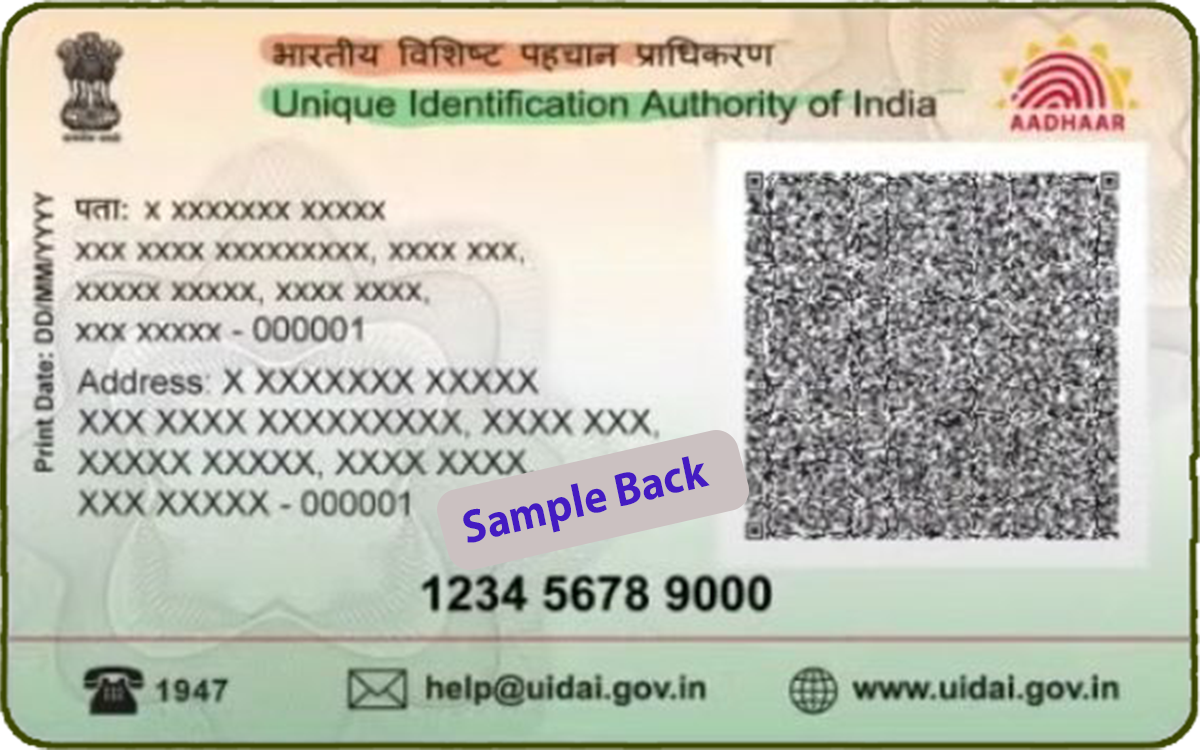 भारतीय विशिष्ट पहचान प्राधिकरण
Unique Identification Authority of India
AADHAAR
Print Date: DD/MM/YYYY
पता: X XXXXXXX XXXXX
XXX XXXX XXXXXXXXX, XXXX XXX,
XXXXX XXXXX, XXXX XXXX,
XXX XXXXX - 000001
Address: X XXXXXXX XXXXX
XXX XXXX XXXXXXXXX, XXXX XXX,
XXXXX XXXXX, XXXX XXXX
XXX XXXXX - 000001
Sample Back
1234 5678 9000
1947
help@uidai.gov.in
www.uidai.gov.in